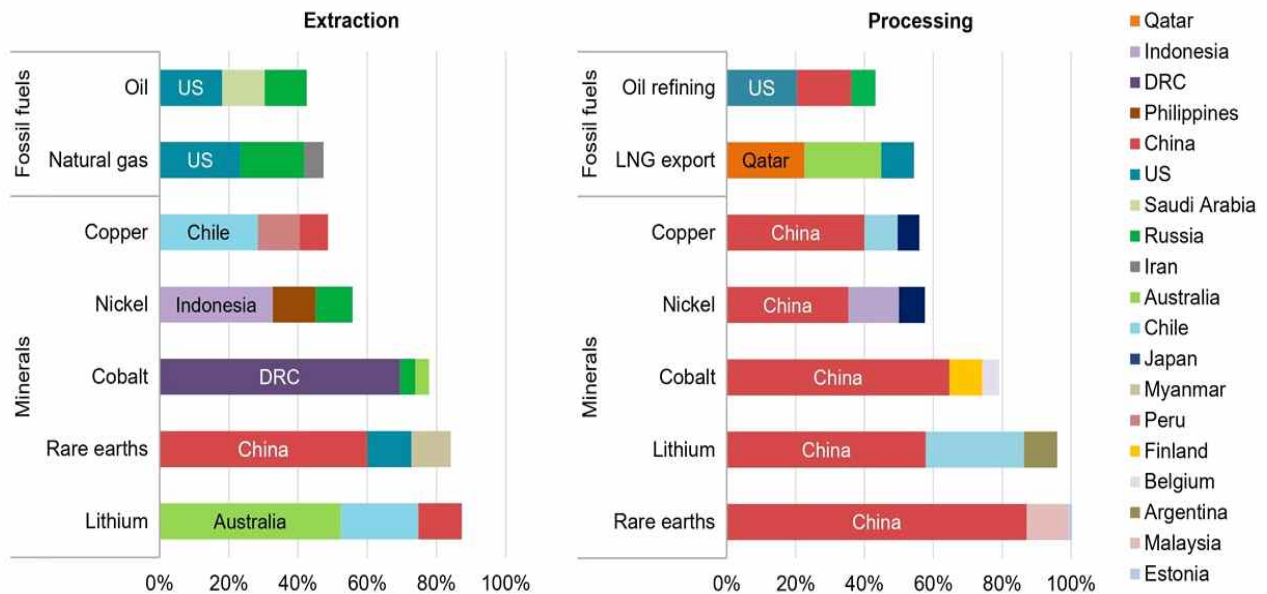 Extraction
Fossil fuels
Oil
US
Natural gas
US
Minerals
Copper
Chile
Nickel
Indonesia
Cobalt
DRC
Rare earths
China
Lithium
Australia
0% 20% 40% 60% 80% 100%
Processing
Fossil fuels
Oil refining
US
LNG export
Qatar
Minerals
Copper
China
Nickel
China
Cobalt
China
Lithium
China
Rare earths
China
0% 20% 40% 60% 80% 100%
Qatar
Indonesia
DRC
Philippines
China
US
Saudi Arabia
Russia
Iran
Australia
Chile
Japan
Myanmar
Peru
Finland
Belgium
Argentina
Malaysia
Estonia